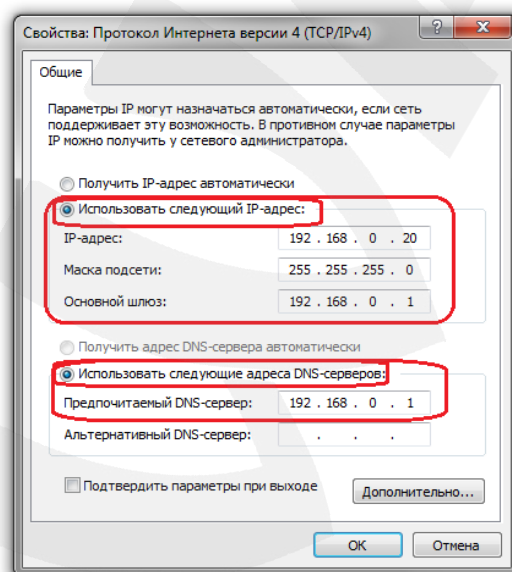 Свойства: Протокол Интернета версии 4 (TCP/IPv4)
Общие
Параметры IP могут назначаться автоматически, если сеть
поддерживает эту возможность. В противном случае параметры
IP можно получить у сетевого администратора.
Получить IP-адрес автоматически
Использовать следующий IP-адрес:
IP-адрес: 192 . 168 . 0 . 20
Маска подсети: 255 . 255 . 255 . 0
Основной шлюз: 192 . 168 . 0 . 1
Получить адрес DNS-сервера автоматически
Использовать следующие адреса DNS-серверов:
Предпочитаемый DNS-сервер: 192 . 168 . 0 . 1
Альтернативный DNS-сервер: . . .
Подтвердить параметры при выходе
Дополнительно...
ОК Отмена